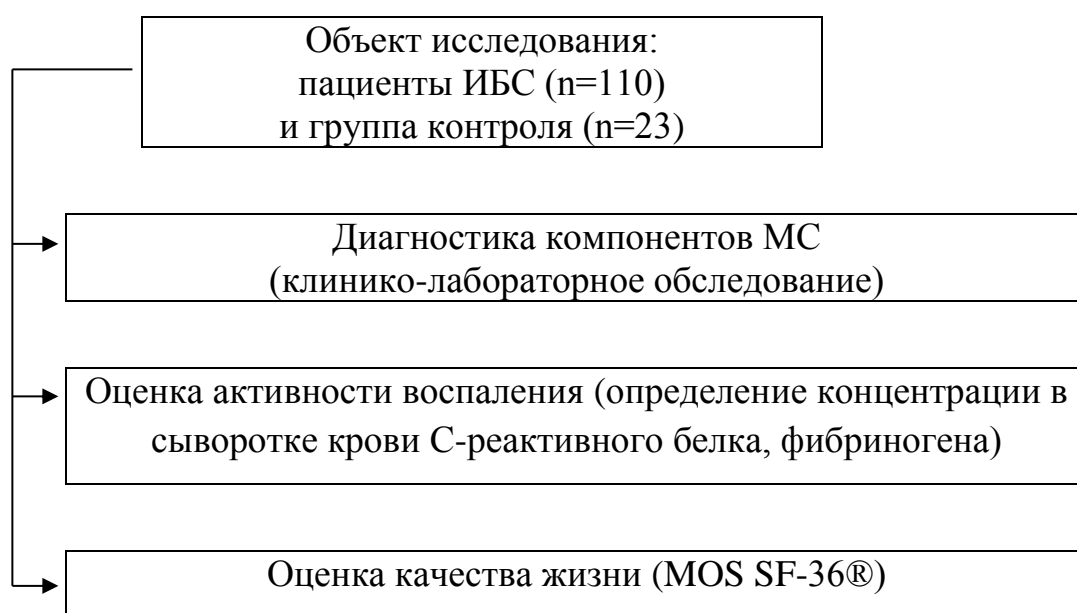 Объект исследования:
пациенты ИБС (n=110)
и группа контроля (n=23)
Диагностика компонентов МС
(клинико-лабораторное обследование)
Оценка активности воспаления (определение концентрации в
сыворотке крови С-реактивного белка, фибриногена)
Оценка качества жизни (MOS SF-36®)